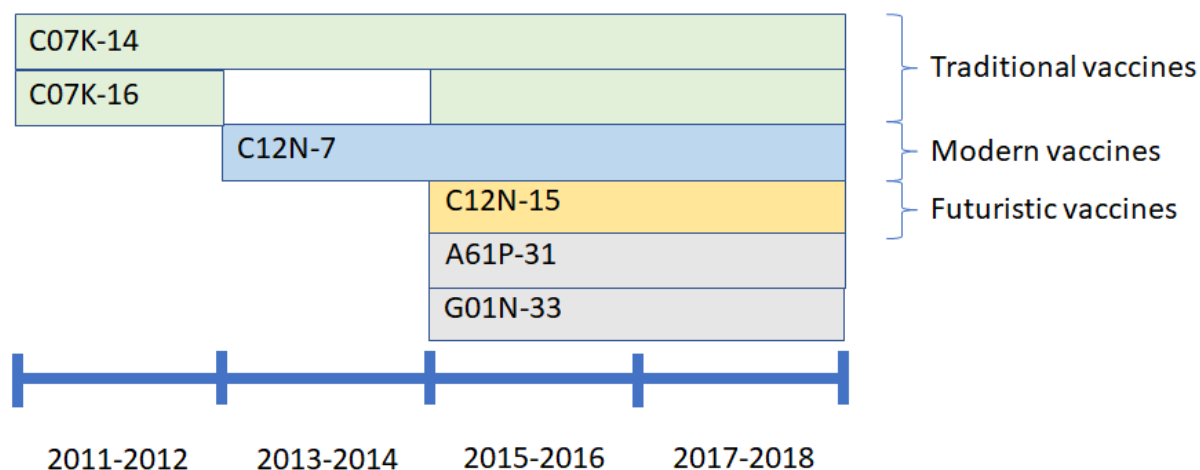 C07K-14
Traditional vaccines
C07K-16
C12N-7
Modern vaccines
C12N-15
Futuristic vaccines
A61P-31
G01N-33
2011-2012
2013-2014
2015-2016
2017-2018